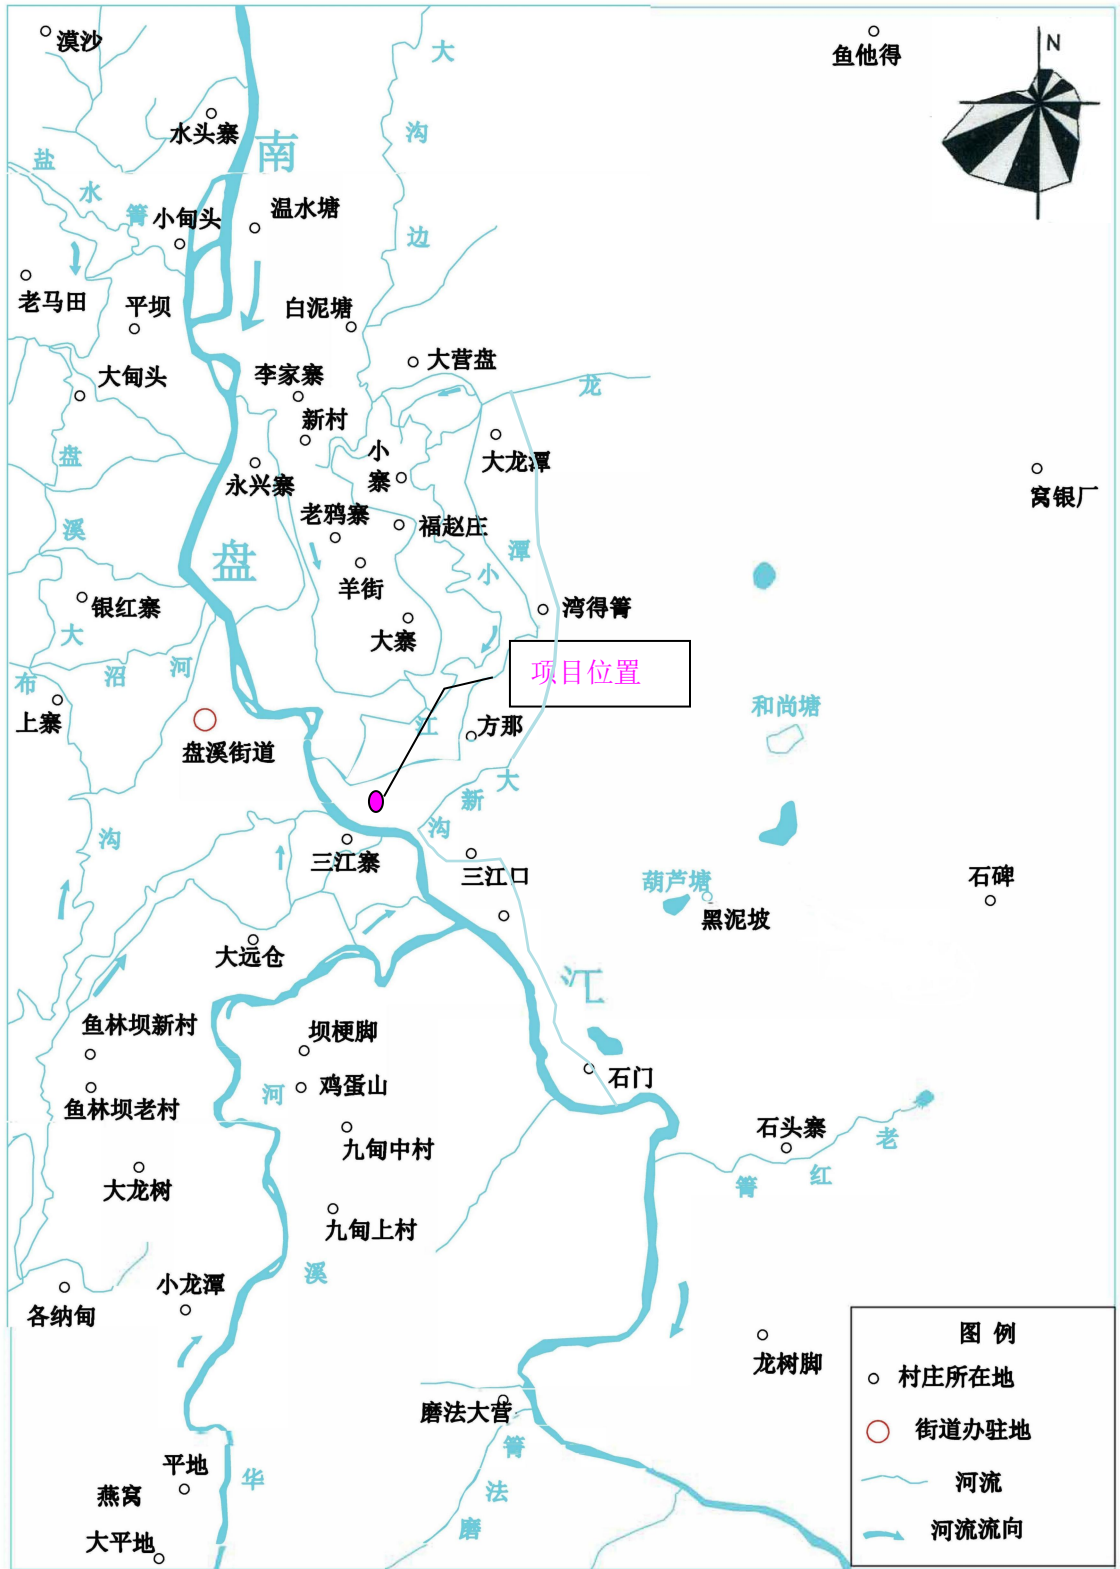 漠沙
鱼他得
N
大
沟
边
水头寨
南
盐
水
箐
小甸头
温水塘
老马田
平坝
白泥塘
大营盘
大甸头
李家寨
龙
新村
盘
小
寨
大龙潭
永兴寨
窝银厂
老鸦寨
福赵庄
溪
盘
潭
小
羊街
银红寨
湾得箐
大
大寨
布
沼
河
项目位置
上寨
江
方那
和尚塘
盘溪街道
大
新
沟
沟
三江寨
三江口
葫芦塘
石碑
黑泥坡
大远仓
江
鱼林坝新村
坝梗脚
河
鸡蛋山
石门
鱼林坝老村
石头寨
老
九甸中村
红
箐
大龙树
九甸上村
溪
小龙潭
各纳甸
龙树脚
磨法大营
箐
法
磨
平地
华
燕窝
大平地
图 例
村庄所在地
街道办驻地
河流
河流流向